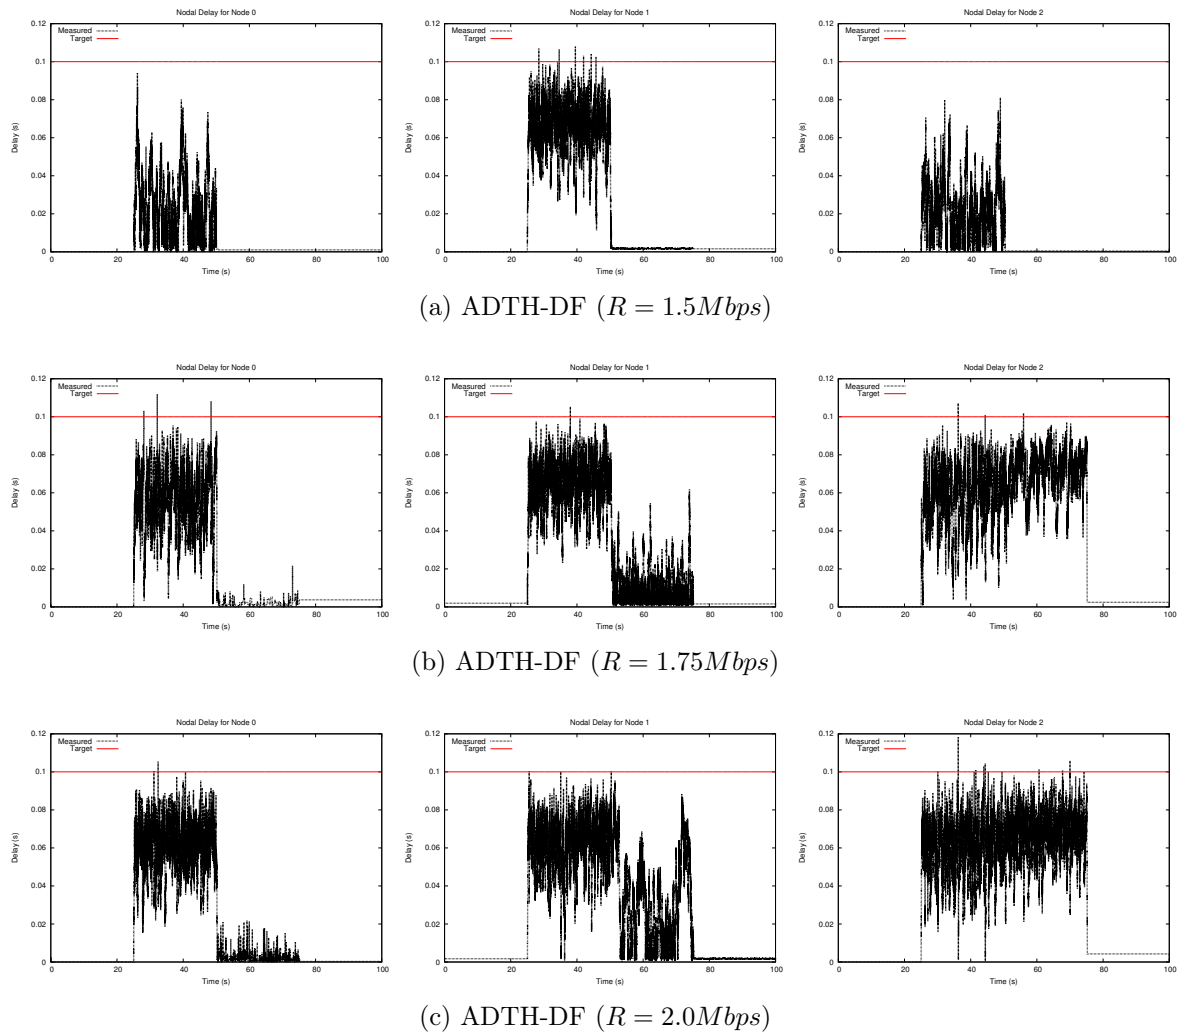 Nodal Delay for Node 0
Measured
Target
Delay (s)
0.12
0.1
0.08
0.06
0.04
0.02
0
0 20 40 60 80 100
Time (s)
Nodal Delay for Node 1
Measured
Target
Delay (s)
0.12
0.1
0.08
0.06
0.04
0.02
0
0 20 40 60 80 100
Time (s)
Nodal Delay for Node 2
Measured
Target
Delay (s)
0.12
0.1
0.08
0.06
0.04
0.02
0
0 20 40 60 80 100
Time (s)
(a) ADTH-DF (R = 1.5Mbps)
Nodal Delay for Node 0
Measured
Target
Delay (s)
0.12
0.1
0.08
0.06
0.04
0.02
0
0 20 40 60 80 100
Time (s)
Nodal Delay for Node 1
Measured
Target
Delay (s)
0.12
0.1
0.08
0.06
0.04
0.02
0
0 20 40 60 80 100
Time (s)
Nodal Delay for Node 2
Measured
Target
Delay (s)
0.12
0.1
0.08
0.06
0.04
0.02
0
0 20 40 60 80 100
Time (s)
(b) ADTH-DF (R = 1.75Mbps)
Nodal Delay for Node 0
Measured
Target
Delay (s)
0.12
0.1
0.08
0.06
0.04
0.02
0
0 20 40 60 80 100
Time (s)
Nodal Delay for Node 1
Measured
Target
Delay (s)
0.12
0.1
0.08
0.06
0.04
0.02
0
0 20 40 60 80 100
Time (s)
Nodal Delay for Node 2
Measured
Target
Delay (s)
0.12
0.1
0.08
0.06
0.04
0.02
0
0 20 40 60 80 100
Time (s)
(c) ADTH-DF (R = 2.0Mbps)